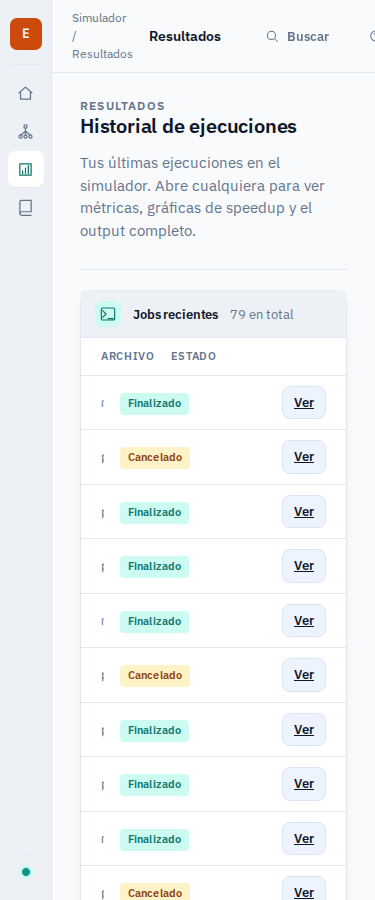 E
Simulador
/
Resultados
Resultados
Buscar
RESULTADOS
Historial de ejecuciones
Tus últimas ejecuciones en el
simulador. Abre cualquiera para ver
métricas, gráficas de speedup y el
output completo.
Jobs recientes 79 en total
ARCHIVO ESTADO
Finalizado Ver
Cancelado Ver
Finalizado Ver
Finalizado Ver
Finalizado Ver
Cancelado Ver
Finalizado Ver
Finalizado Ver
Finalizado Ver
Cancelado Ver